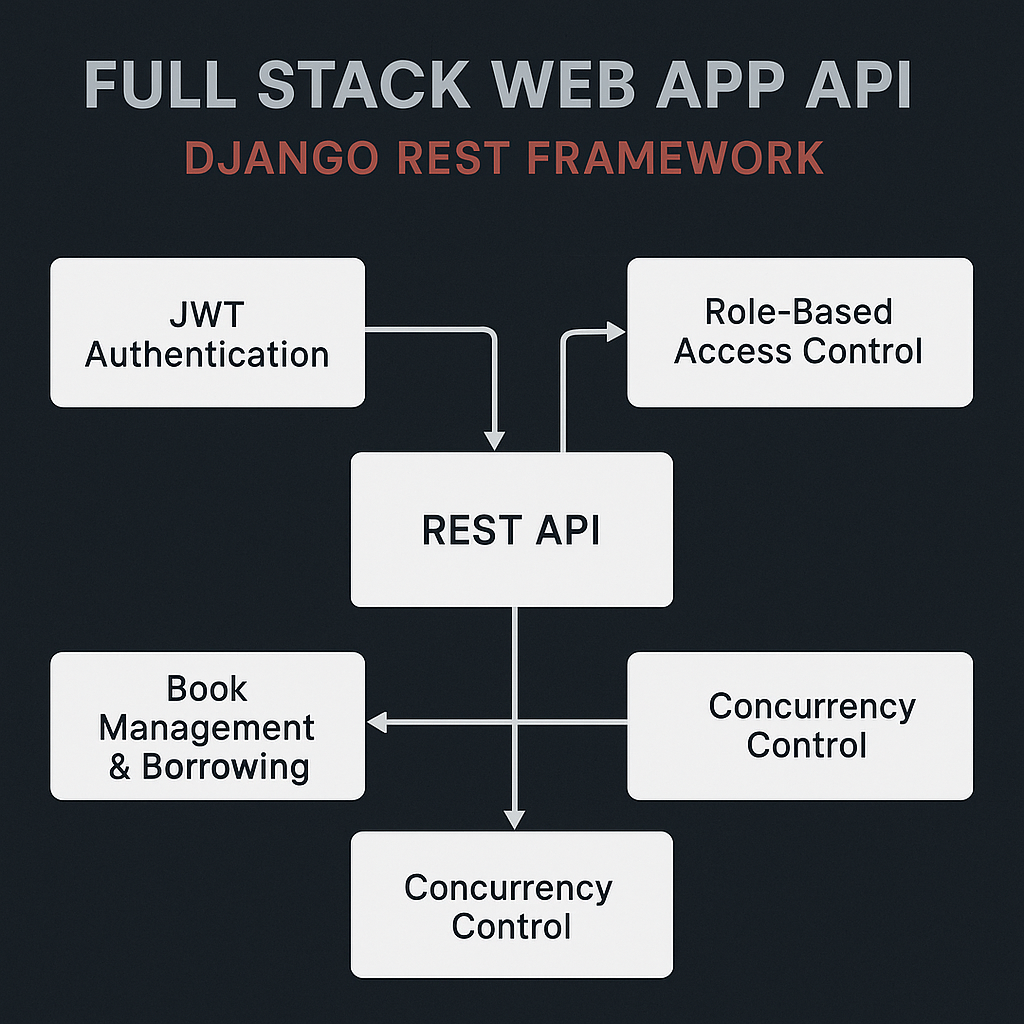 FULL STACK WEB APP API
DJANGO REST FRAMEWORK
JWT
Authentication
Role-Based
Access Control
REST API
Book
Management
& Borrowing
Concurrency
Control
Concurrency
Control